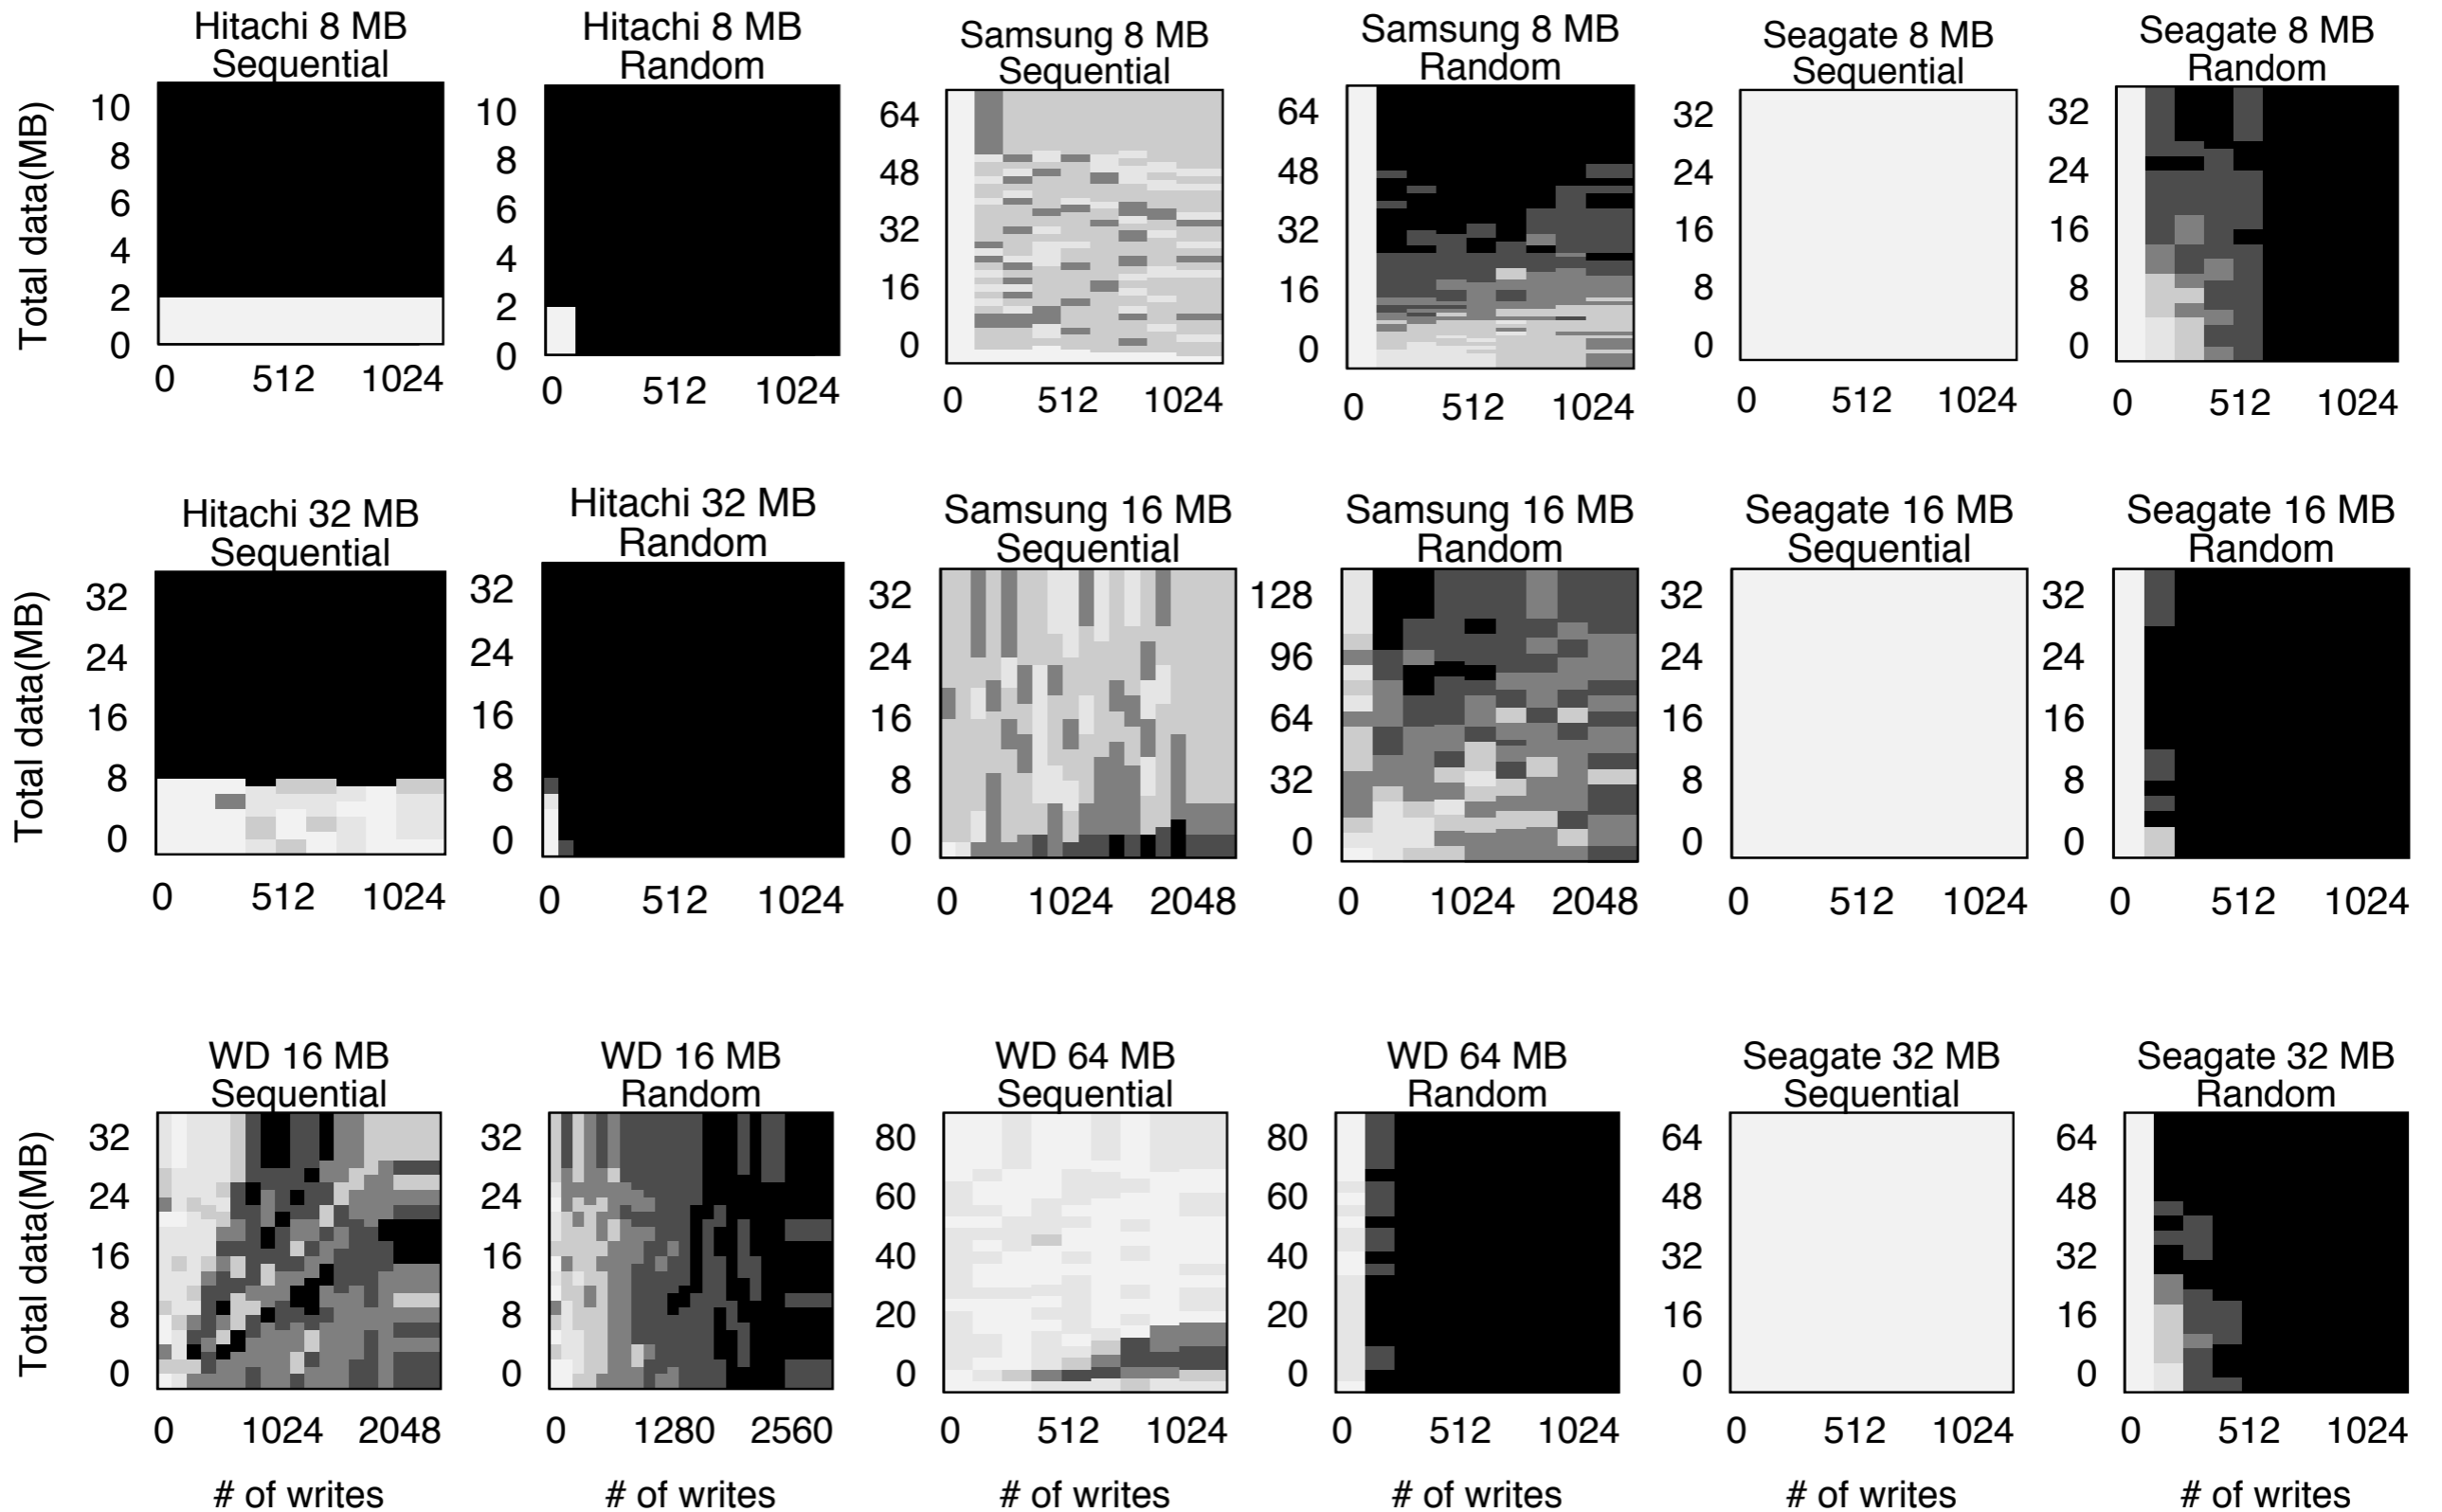 Hitachi 8 MB
Sequential
Total data(MB)
10
8
6
4
2
0
0 512 1024
Hitachi 8 MB
Random
10
8
6
4
2
0
0 512 1024
Samsung 8 MB
Sequential
64
48
32
16
0
0 512 1024
Samsung 8 MB
Random
64
48
32
16
0
0 512 1024
Seagate 8 MB
Sequential
32
24
16
8
0
0 512 1024
Seagate 8 MB
Random
32
24
16
8
0
0 512 1024
Hitachi 32 MB
Sequential
Total data(MB)
32
24
16
8
0
0 512 1024
Hitachi 32 MB
Random
32
24
16
8
0
0 512 1024
Samsung 16 MB
Sequential
32
24
16
8
0
0 1024 2048
Samsung 16 MB
Random
128
96
64
32
0
0 1024 2048
Seagate 16 MB
Sequential
32
24
16
8
0
0 512 1024
Seagate 16 MB
Random
32
24
16
8
0
0 512 1024
WD 16 MB
Sequential
Total data(MB)
32
24
16
8
0
0 1024 2048
# of writes
WD 16 MB
Random
32
24
16
8
0
0 1280 2560
# of writes
WD 64 MB
Sequential
80
60
40
20
0
0 512 1024
# of writes
WD 64 MB
Random
80
60
40
20
0
0 512 1024
# of writes
Seagate 32 MB
Sequential
64
48
32
16
0
0 512 1024
# of writes
Seagate 32 MB
Random
64
48
32
16
0
0 512 1024
# of writes